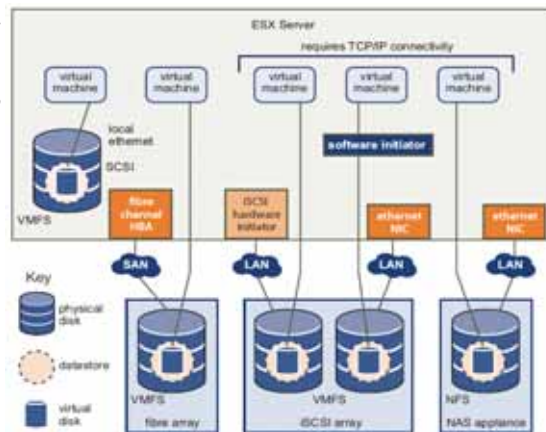 ESX Server
requires TCP/IP connectivity
virtual
machine
virtual
machine
virtual
machine
virtual
machine
virtual
machine
local
ethernet
SCSI
VMFS
software initiator
fibre
channel
HBA
iSCSI
hardware
initiator
ethernet
NIC
ethernet
NIC
SAN
LAN
LAN
LAN
Key
physical
disk
datastore
virtual
disk
VMFS
fibre array
VMFS
iSCSI array
NFS
NAS appliance